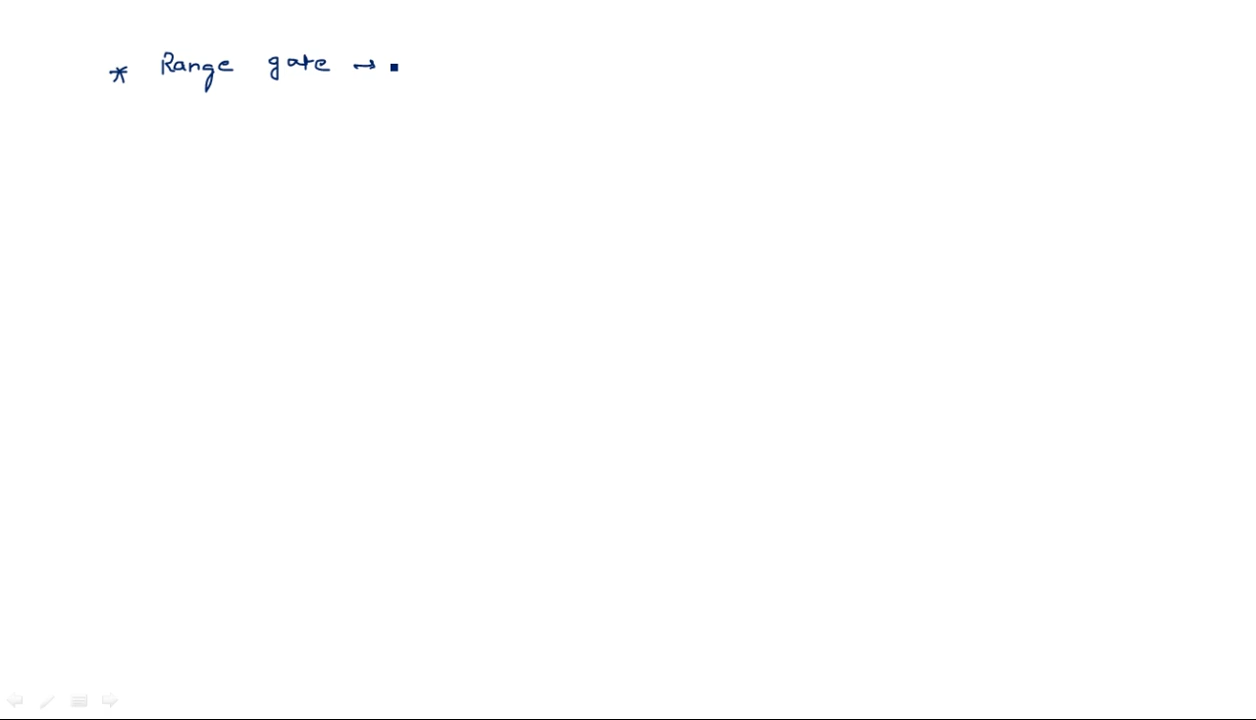 * Range gate →